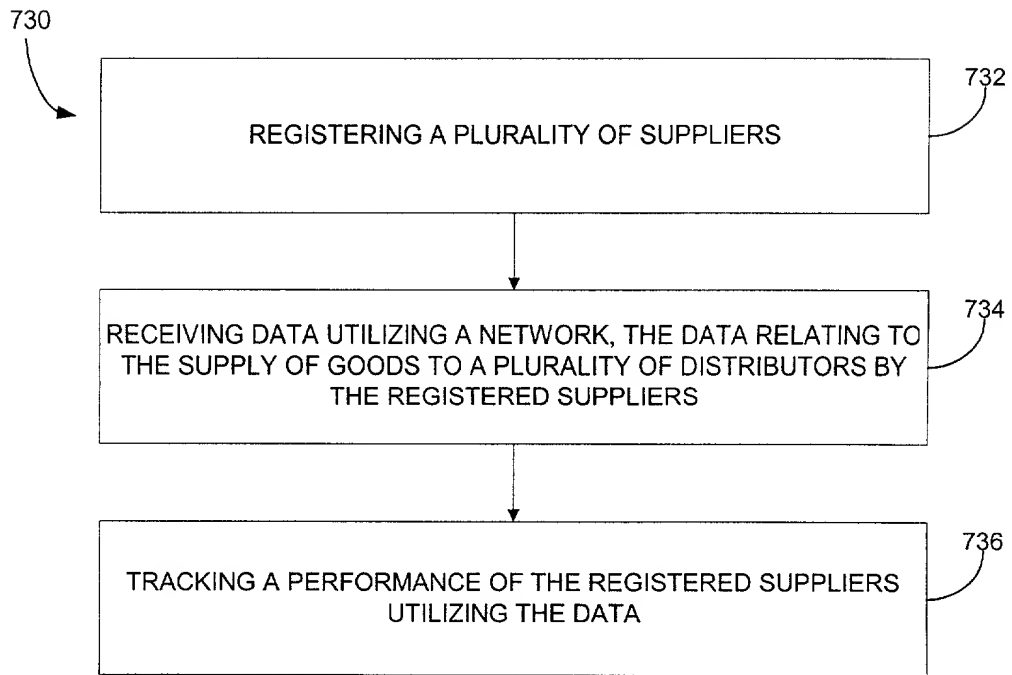 730
732
REGISTERING A PLURALITY OF SUPPLIERS
734
RECEIVING DATA UTILIZING A NETWORK, THE DATA RELATING TO
THE SUPPLY OF GOODS TO A PLURALITY OF DISTRIBUTORS BY
THE REGISTERED SUPPLIERS
736
TRACKING A PERFORMANCE OF THE REGISTERED SUPPLIERS
UTILIZING THE DATA